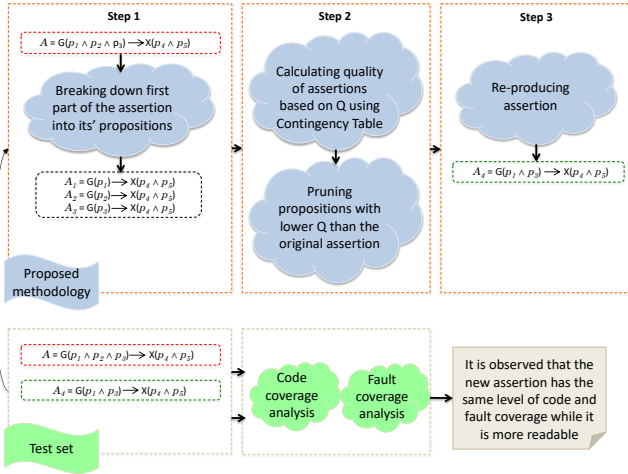 Step 1
A = G(p₁ ∧ p₂ ∧ p₃) → X(p₄ ∧ p₅)
Breaking down first
part of the assertion
into its' propositions
A₁ = G(p₁) → X(p₄ ∧ p₅)
A₂ = G(p₂) → X(p₄ ∧ p₅)
A₃ = G(p₃) → X(p₄ ∧ p₅)
Proposed
methodology
Step 2
Calculating quality
of assertions
based on Q using
Contingency Table
Pruning
propositions with
lower Q than the
original assertion
Step 3
Re-producing
assertion
A₄ = G(p₁ ∧ p₃) → X(p₄ ∧ p₅)
A = G(p₁ ∧ p₂ ∧ p₃) → X(p₄ ∧ p₅)
A₄ = G(p₁ ∧ p₃) → X(p₄ ∧ p₅)
Test set
Code
coverage
analysis
Fault
coverage
analysis
It is observed that the
new assertion has the
same level of code and
fault coverage while it
is more readable